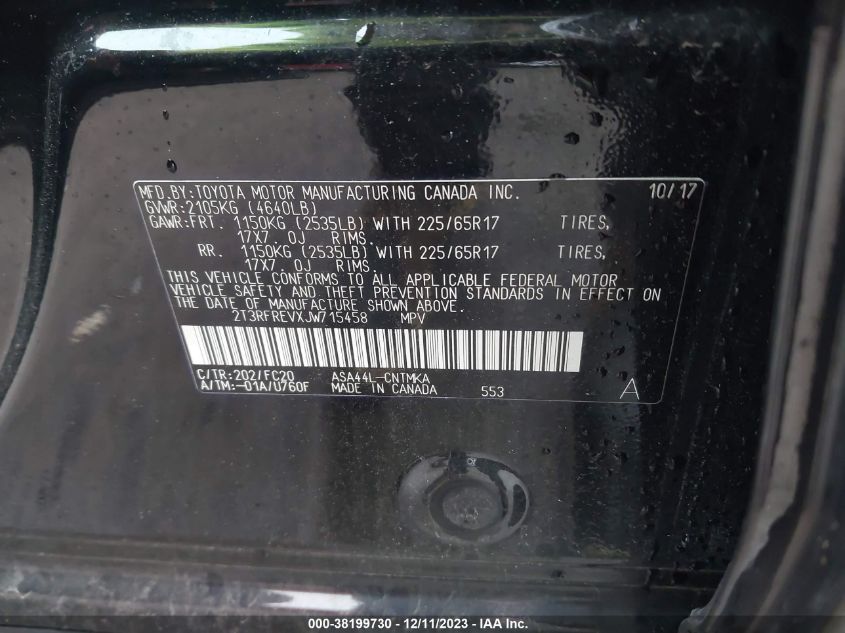 MFD.BY:TOYOTA MOTOR MANUFACTURING CANADA INC. 10/17
GVWR:2105KG (4640LB)
GAWR:FRT. 1150KG (2535LB) WITH 225/65R17 TIRES,
17X7.0J RIMS.
RR. 1150KG (2535LB) WITH 225/65R17 TIRES,
17X7.0J RIMS.
THIS VEHICLE CONFORMS TO ALL APPLICABLE FEDERAL MOTOR
VEHICLE SAFETY AND THEFT PREVENTION STANDARDS IN EFFECT ON
THE DATE OF MANUFACTURE SHOWN ABOVE.
2T3RFREVXJW715458 MPV
C/TR:202/FC20 ASA44L-CNTMKA
A/TM:-01A/U760F MADE IN CANADA 553 A
000-38199730 - 12/11/2023 - IAA Inc.